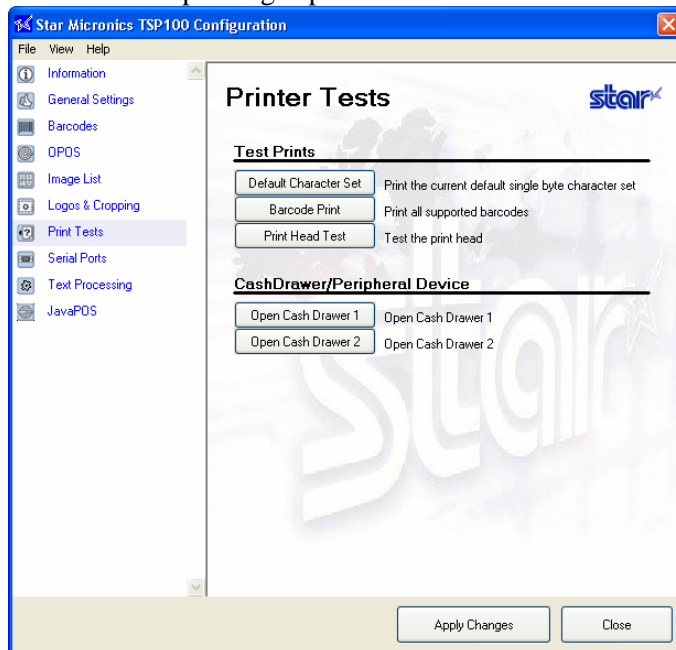 Star Micronics TSP100 Configuration
File View Help
Information
General Settings
Barcodes
OPOS
Image List
Logos & Cropping
Print Tests
Serial Ports
Text Processing
JavaPOS
Printer Tests
star
Test Prints
Default Character Set Print the current default single byte character set
Barcode Print Print all supported barcodes
Print Head Test Test the print head
CashDrawer/Peripheral Device
Open Cash Drawer 1 Open Cash Drawer 1
Open Cash Drawer 2 Open Cash Drawer 2
star
Apply Changes Close